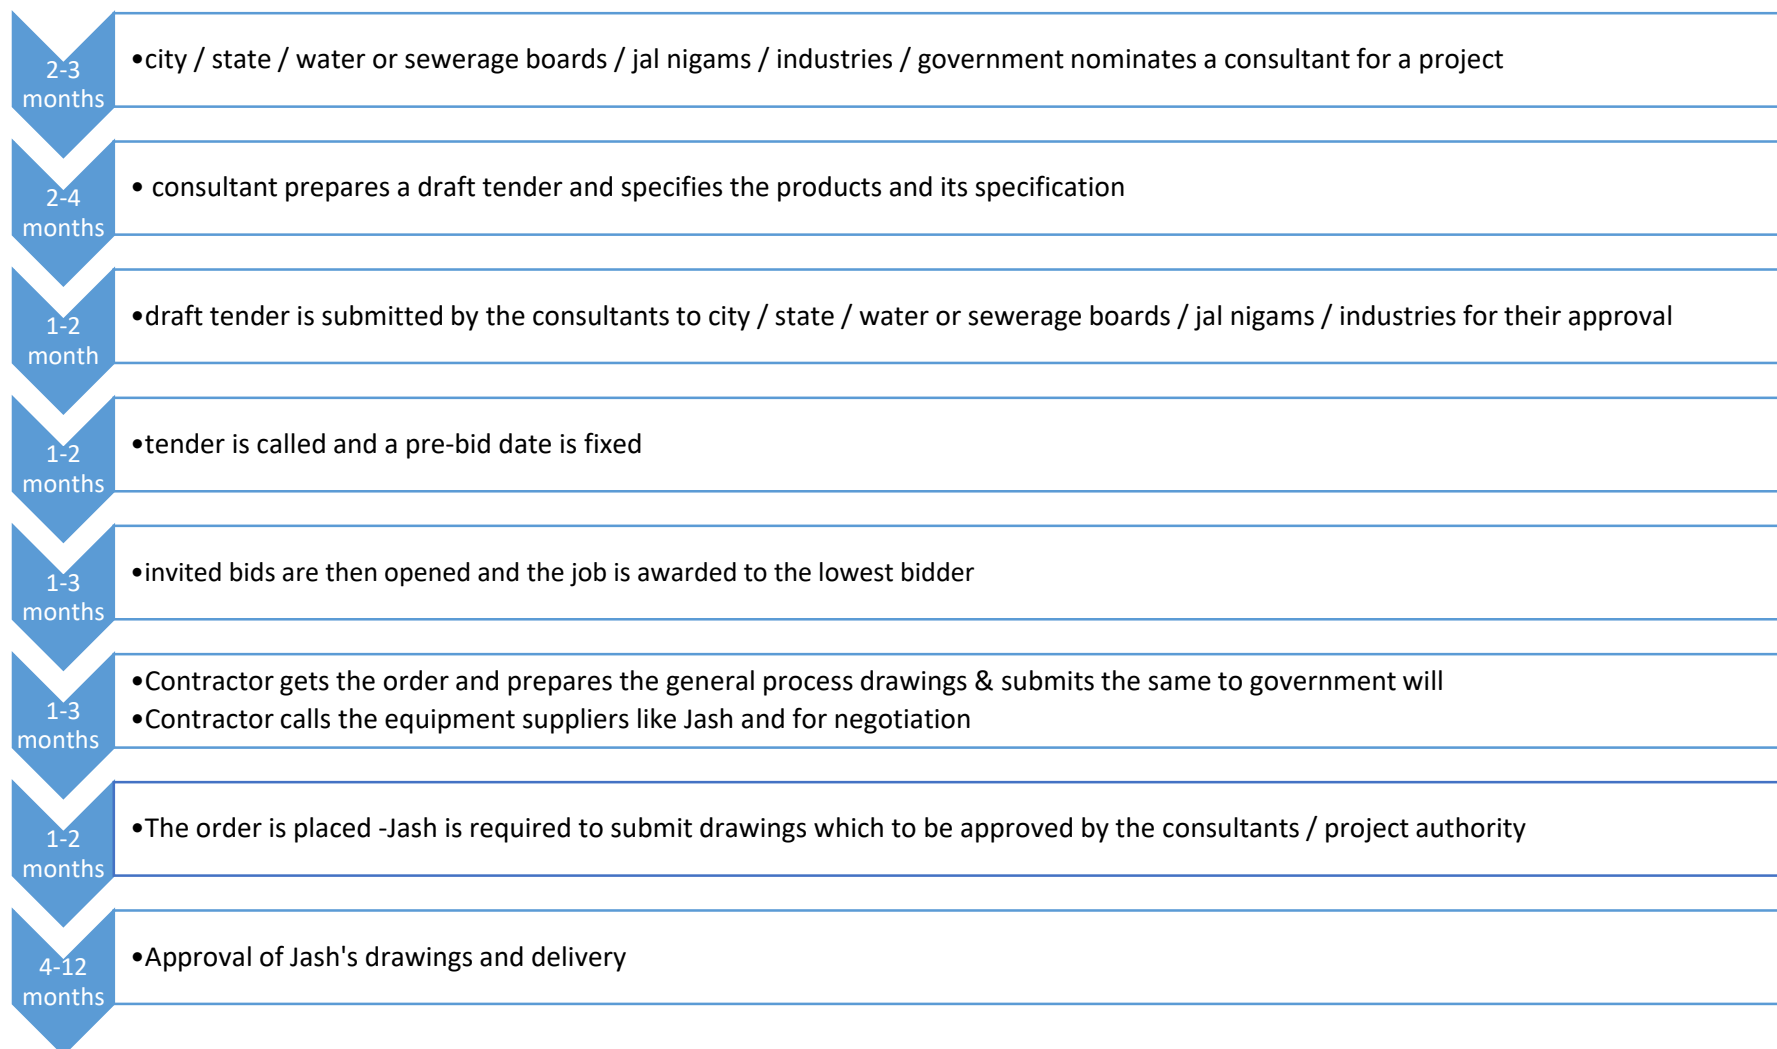 2-3
months
•city / state / water or sewerage boards / jal nigams / industries / government nominates a consultant for a project
2-4
months
• consultant prepares a draft tender and specifies the products and its specification
1-2
month
•draft tender is submitted by the consultants to city / state / water or sewerage boards / jal nigams / industries for their approval
1-2
months
•tender is called and a pre-bid date is fixed
1-3
months
•invited bids are then opened and the job is awarded to the lowest bidder
1-3
months
•Contractor gets the order and prepares the general process drawings & submits the same to government will
•Contractor calls the equipment suppliers like Jash and for negotiation
1-2
months
•The order is placed -Jash is required to submit drawings which to be approved by the consultants / project authority
4-12
months
•Approval of Jash's drawings and delivery